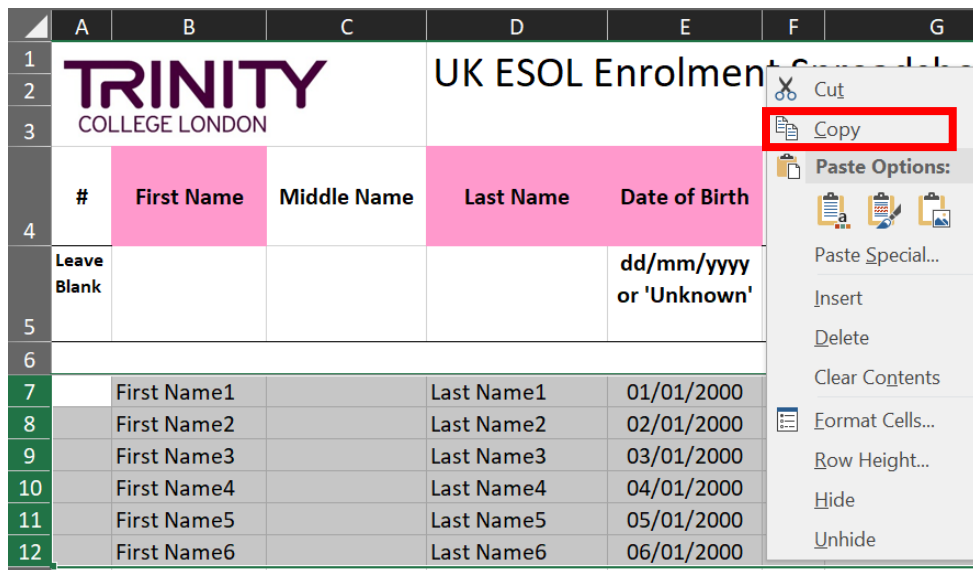 A B C D E F G
1 TRINITY UK ESOL Enrolmen
2 Cut
3 COLLEGE LONDON Copy
Paste Options:
4 # First Name Middle Name Last Name Date of Birth
Paste Special...
5 Leave Blank dd/mm/yyyy or 'Unknown'
Insert
Delete
6
Clear Contents
7 First Name1 Last Name1 01/01/2000
8 First Name2 Last Name2 02/01/2000 Format Cells...
9 First Name3 Last Name3 03/01/2000 Row Height...
10 First Name4 Last Name4 04/01/2000 Hide
11 First Name5 Last Name5 05/01/2000
12 First Name6 Last Name6 06/01/2000 Unhide